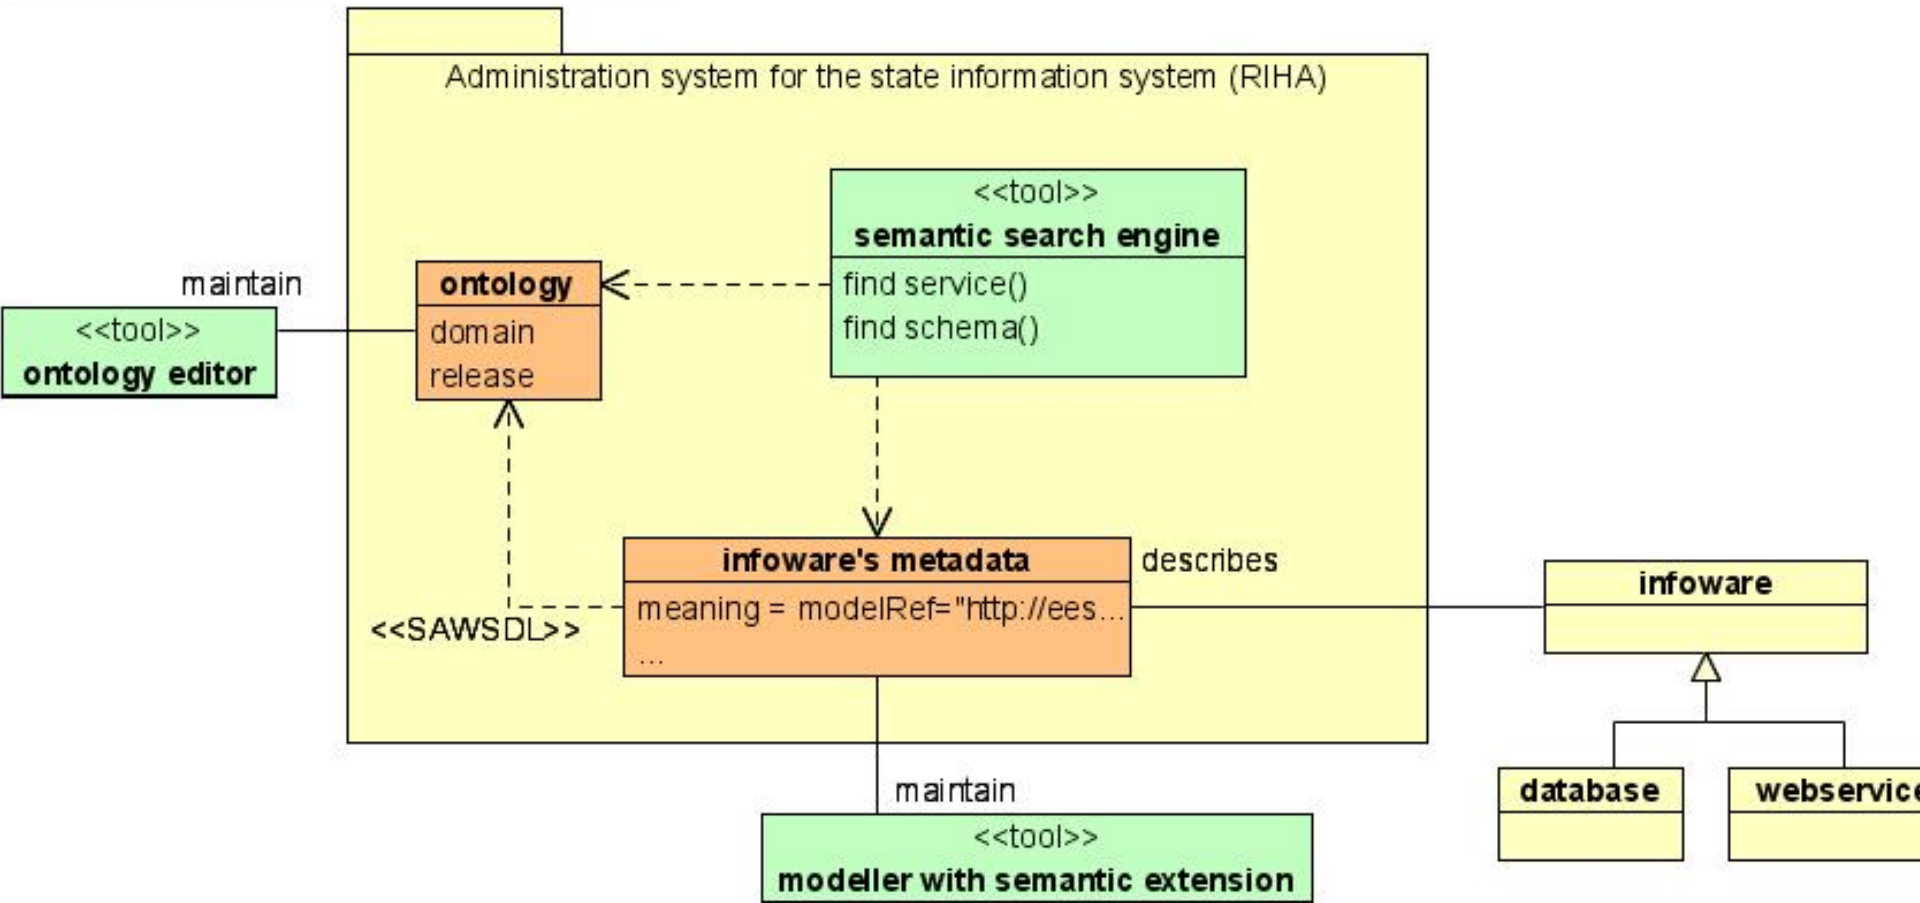 Administration system for the state information system (RIHA)
<<tool>>
semantic search engine
find service()
find schema()
maintain
<<tool>>
ontology editor
ontology
domain
release
<<SAWSDL>>
infoware's metadata
meaning = modelRef="http://ees...
...
describes
infoware
database
webservice
maintain
<<tool>>
modeller with semantic extension